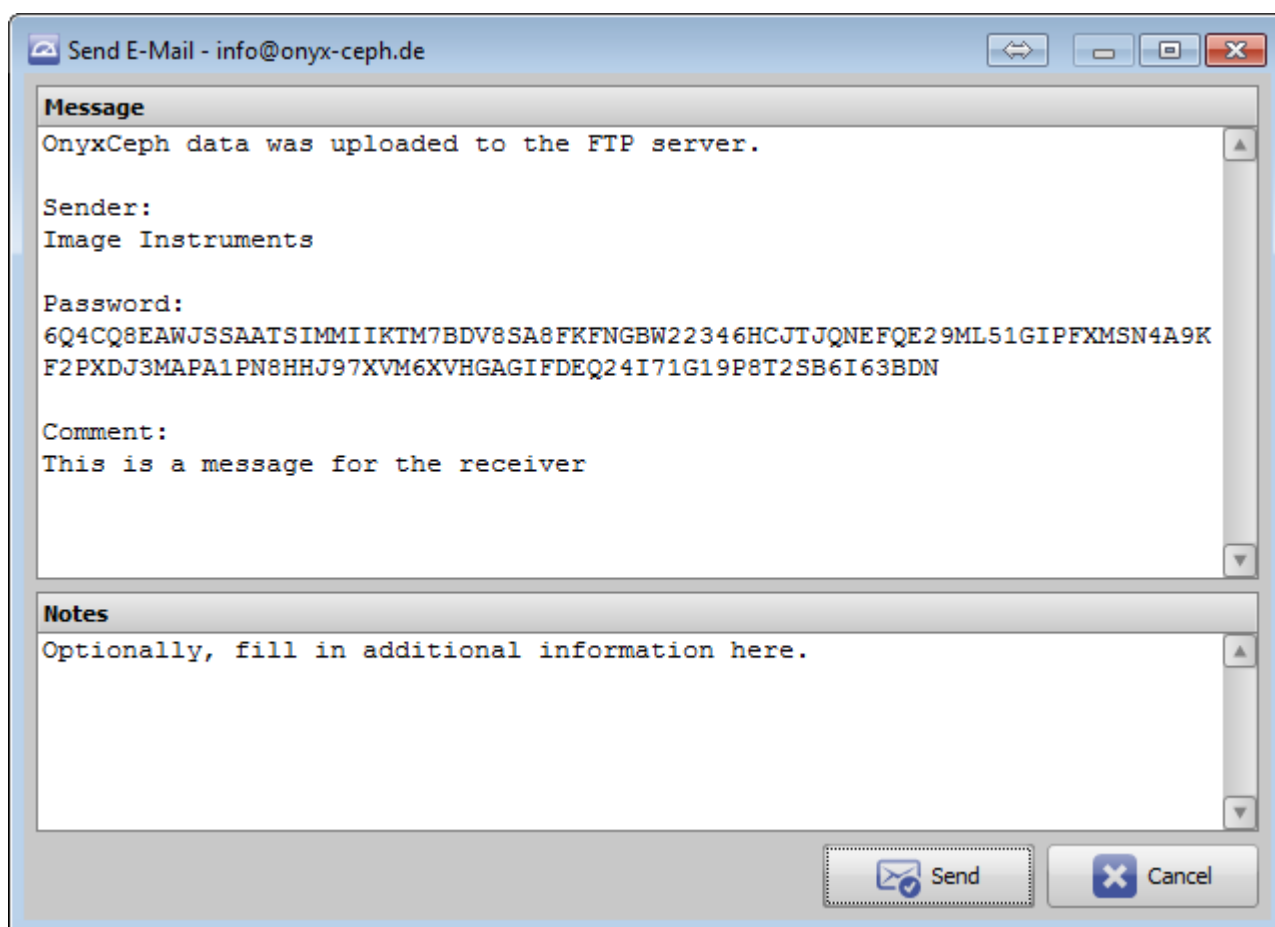 Send E-Mail - info@onyx-ceph.de
Message
OnyxCeph data was uploaded to the FTP server.
Sender:
Image Instruments
Password:
6Q4CQ8EAWJSSAATSIMMIIKTM7BDV8SA8FKFNGBW22346HCJTJQNEFQE29ML51GIPFXMSN4A9K
F2PXDJ3MAPA1PN8HHJ97XVM6XVHGAGIFDEQ24I71G19P8T2SB6I63BDN
Comment:
This is a message for the receiver
Notes
Optionally, fill in additional information here.
Send
Cancel